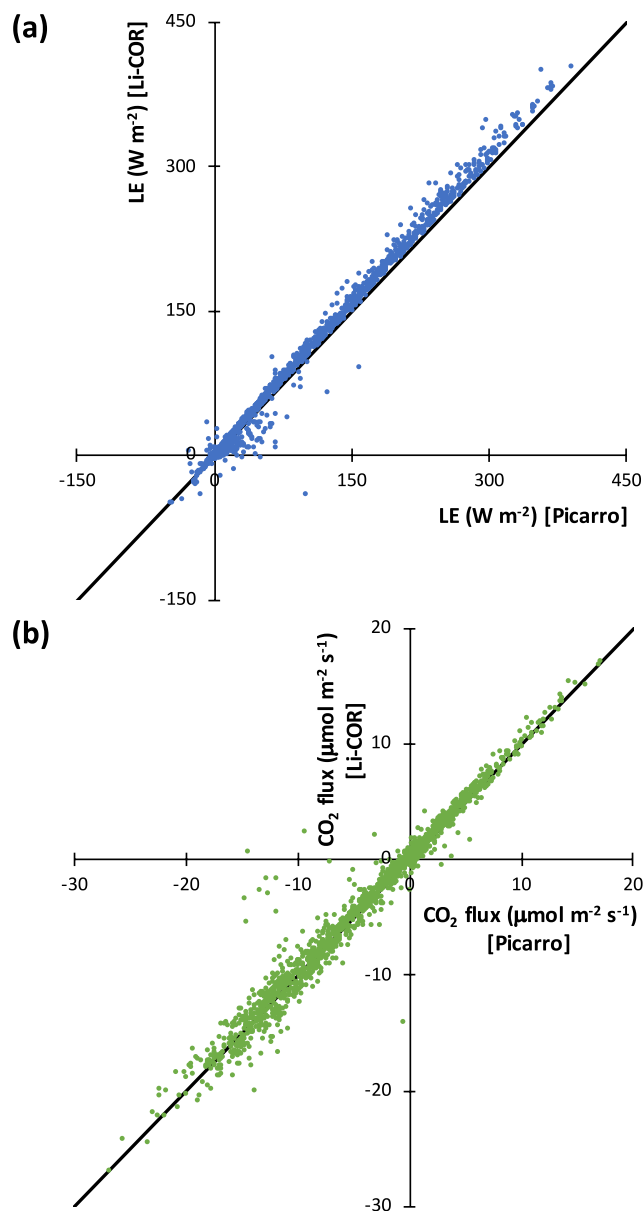 (a)
450
LE (W m⁻²) [Li-COR]
300
150
0
-150
0
150
300
450
LE (W m⁻²) [Picarro]
-150
(b)
20
CO₂ flux (μmol m⁻² s⁻¹)
[Li-COR]
10
0
-30
-20
-10
0
10
20
CO₂ flux (μmol m⁻² s⁻¹)
[Picarro]
-10
-20
-30